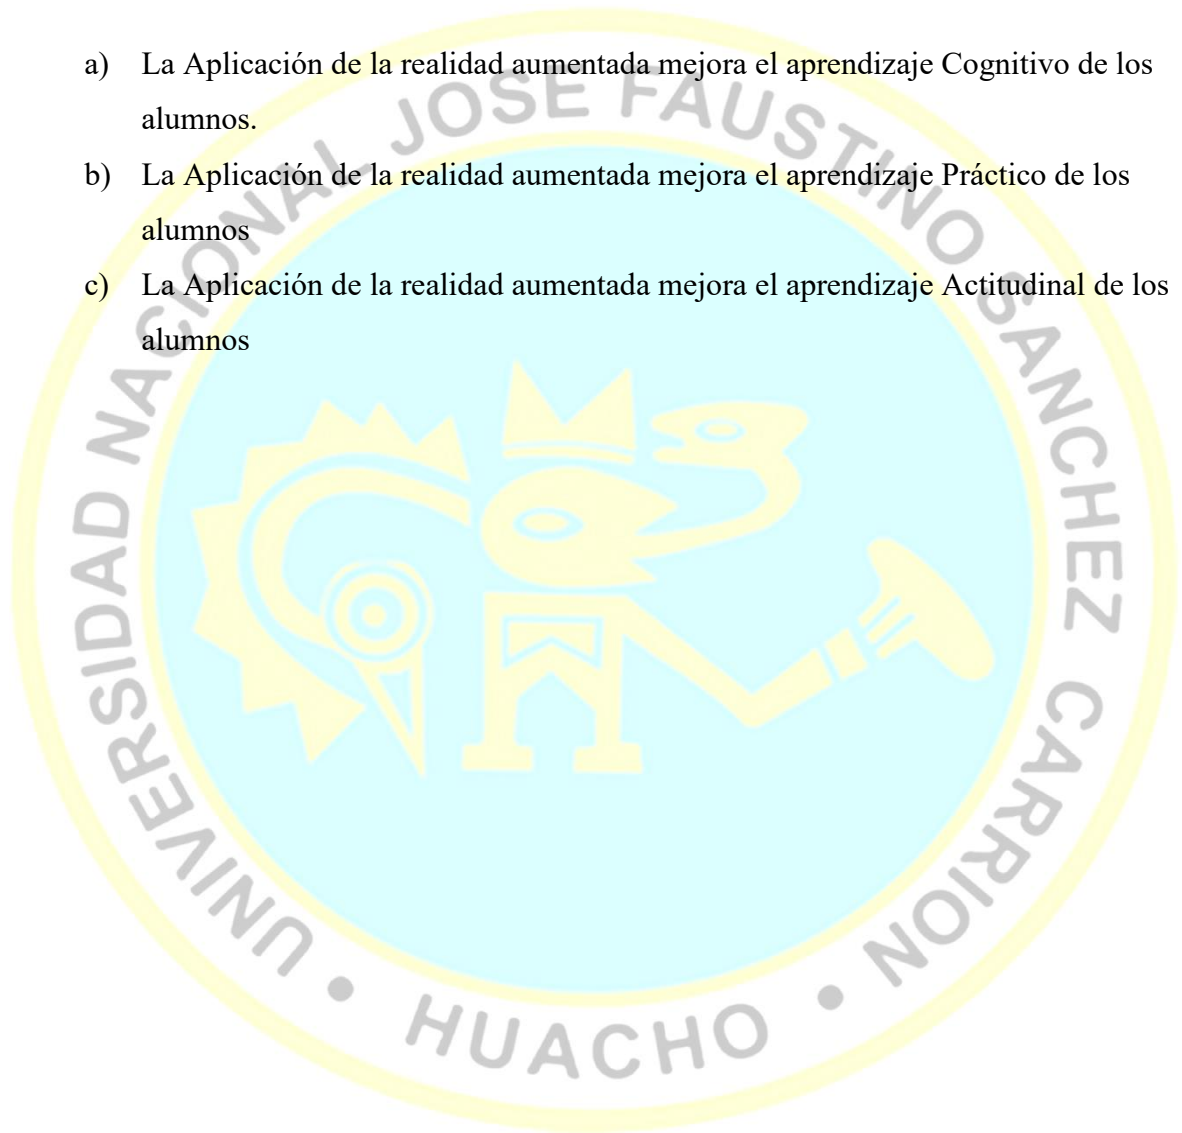 a) La Aplicación de la realidad aumentada mejora el aprendizaje Cognitivo de los
alumnos.
b) La Aplicación de la realidad aumentada mejora el aprendizaje Práctico de los
alumnos
c) La Aplicación de la realidad aumentada mejora el aprendizaje Actitudinal de los
alumnos
UNIVERSIDAD NACIONAL JOSE FAUSTINO SANCHEZ CARRION • HUACHO •